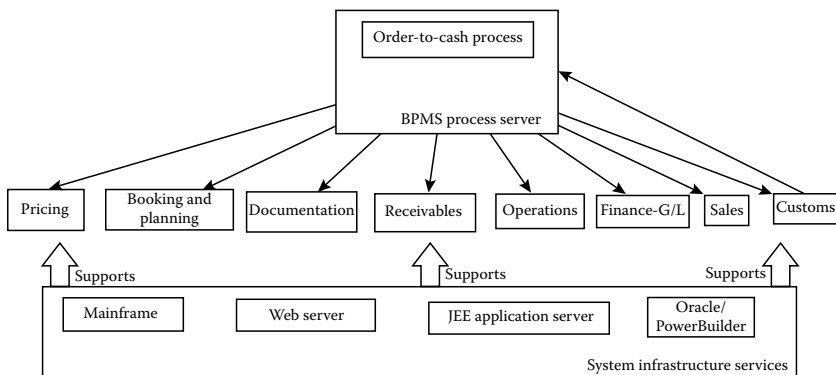 Order-to-cash process
BPMS process server
Pricing
Booking and
planning
Documentation
Receivables
Operations
Finance-G/L
Sales
Customs
Supports
Supports
Supports
Mainframe
Web server
JEE application server
Oracle/
PowerBuilder
System infrastructure services